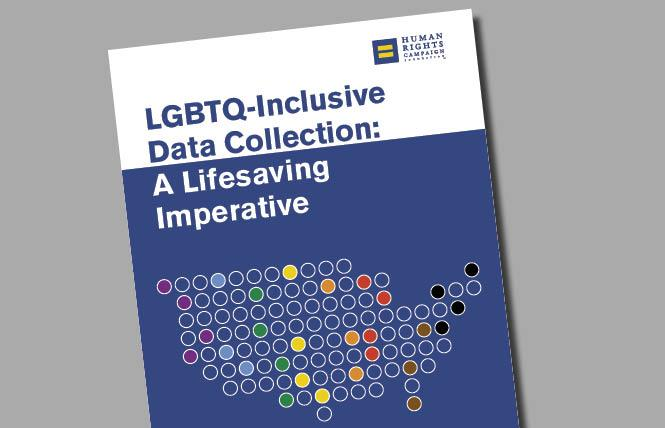 HUMAN
RIGHTS
CAMPAIGN
FOUNDATION
LGBTQ-Inclusive
Data Collection:
A Lifesaving
Imperative